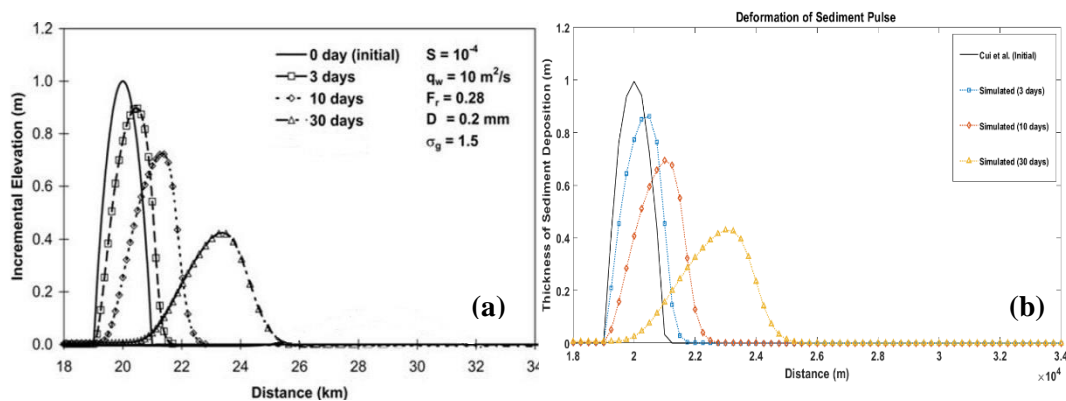 0 day (initial) S = 10⁻⁴
3 days q_w = 10 m²/s
10 days F_r = 0.28
30 days D = 0.2 mm
σ_g = 1.5
Incremental Elevation (m)
1.0
0.8
0.6
0.4
0.2
0.0
18 20 22 24 26 28 30 32 34
Distance (km)
(a)
Deformation of Sediment Pulse
Cui et al. (Initial)
Simulated (3 days)
Simulated (10 days)
Simulated (30 days)
Thickness of Sediment Deposition (m)
1.2
1
0.8
0.6
0.4
0.2
0
1.8 2 2.2 2.4 2.6 2.8 3 3.2 3.4
Distance (m)
×10⁴
(b)